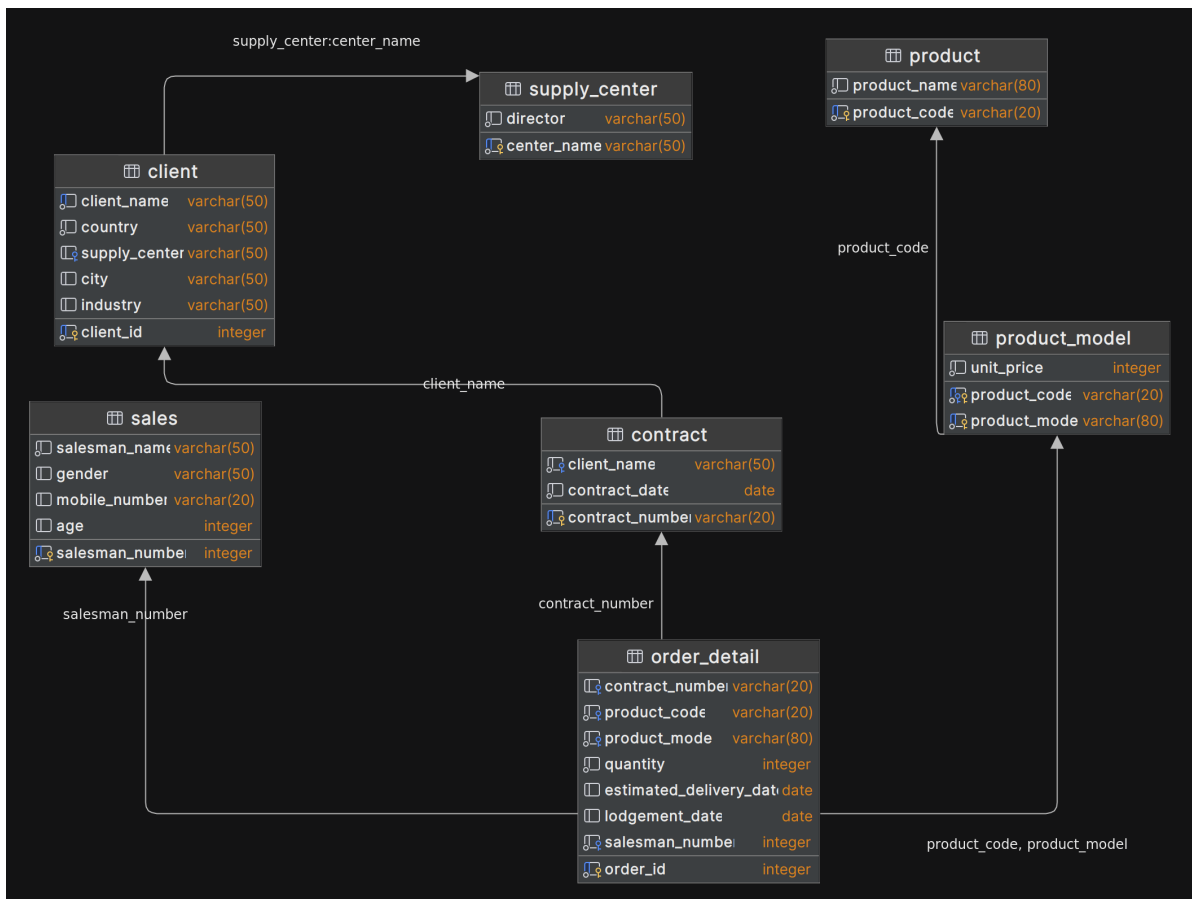 supply_center:center_name
supply_center
director varchar(50)
center_name varchar(50)
product
product_name varchar(80)
product_code varchar(20)
client
client_name varchar(50)
country varchar(50)
supply_center varchar(50)
city varchar(50)
industry varchar(50)
client_id integer
product_code
product_model
unit_price integer
product_code varchar(20)
product_mode varchar(80)
client_name
sales
salesman_name varchar(50)
gender varchar(50)
mobile_number varchar(20)
age integer
salesman_numbe integer
contract
client_name varchar(50)
contract_date date
contract_number varchar(20)
salesman_number
contract_number
order_detail
contract_number varchar(20)
product_code varchar(20)
product_mode varchar(80)
quantity integer
estimated_delivery_date date
lodgement_date date
salesman_numbe integer
order_id integer
product_code, product_model